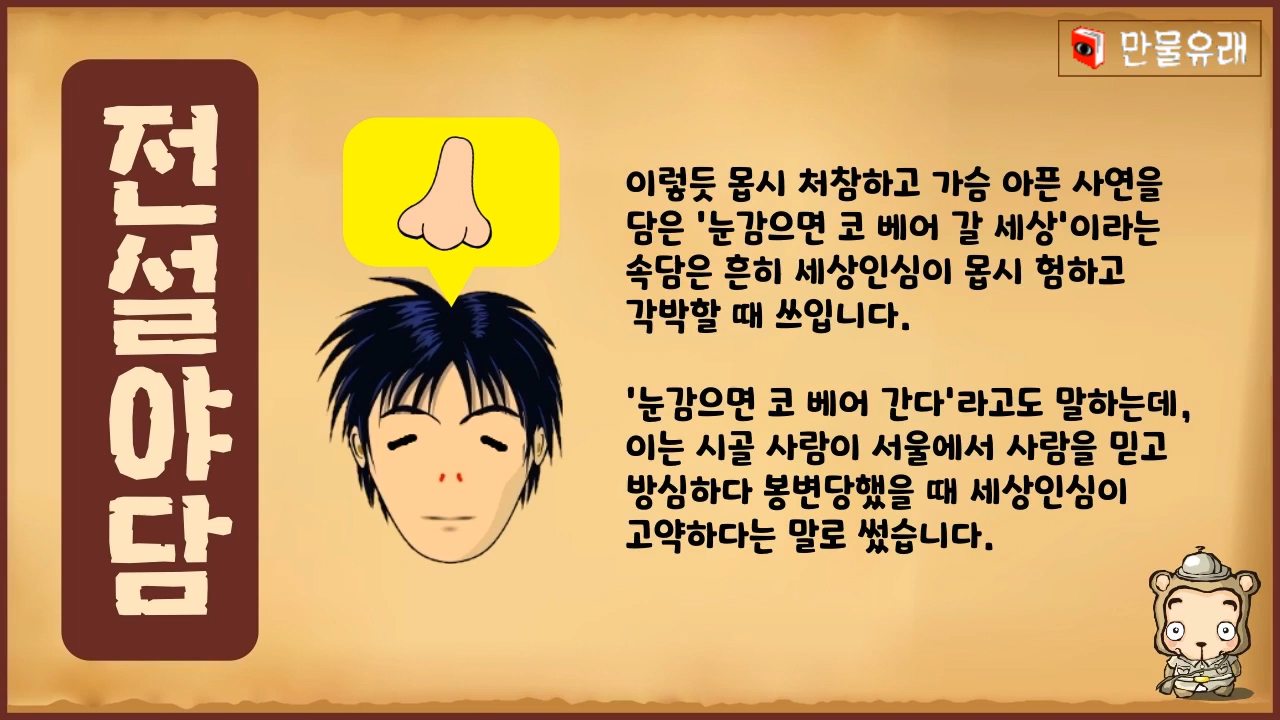 만물유래
전설야담
이렇듯 몹시 처참하고 가슴 아픈 사연을
담은 '눈감으면 코 베어 갈 세상'이라는
속담은 흔히 세상인심이 몹시 험하고
각박할 때 쓰입니다.
'눈감으면 코 베어 간다'라고도 말하는데,
이는 시골 사람이 서울에서 사람을 믿고
방심하다 봉변당했을 때 세상인심이
고약하다는 말로 썼습니다.